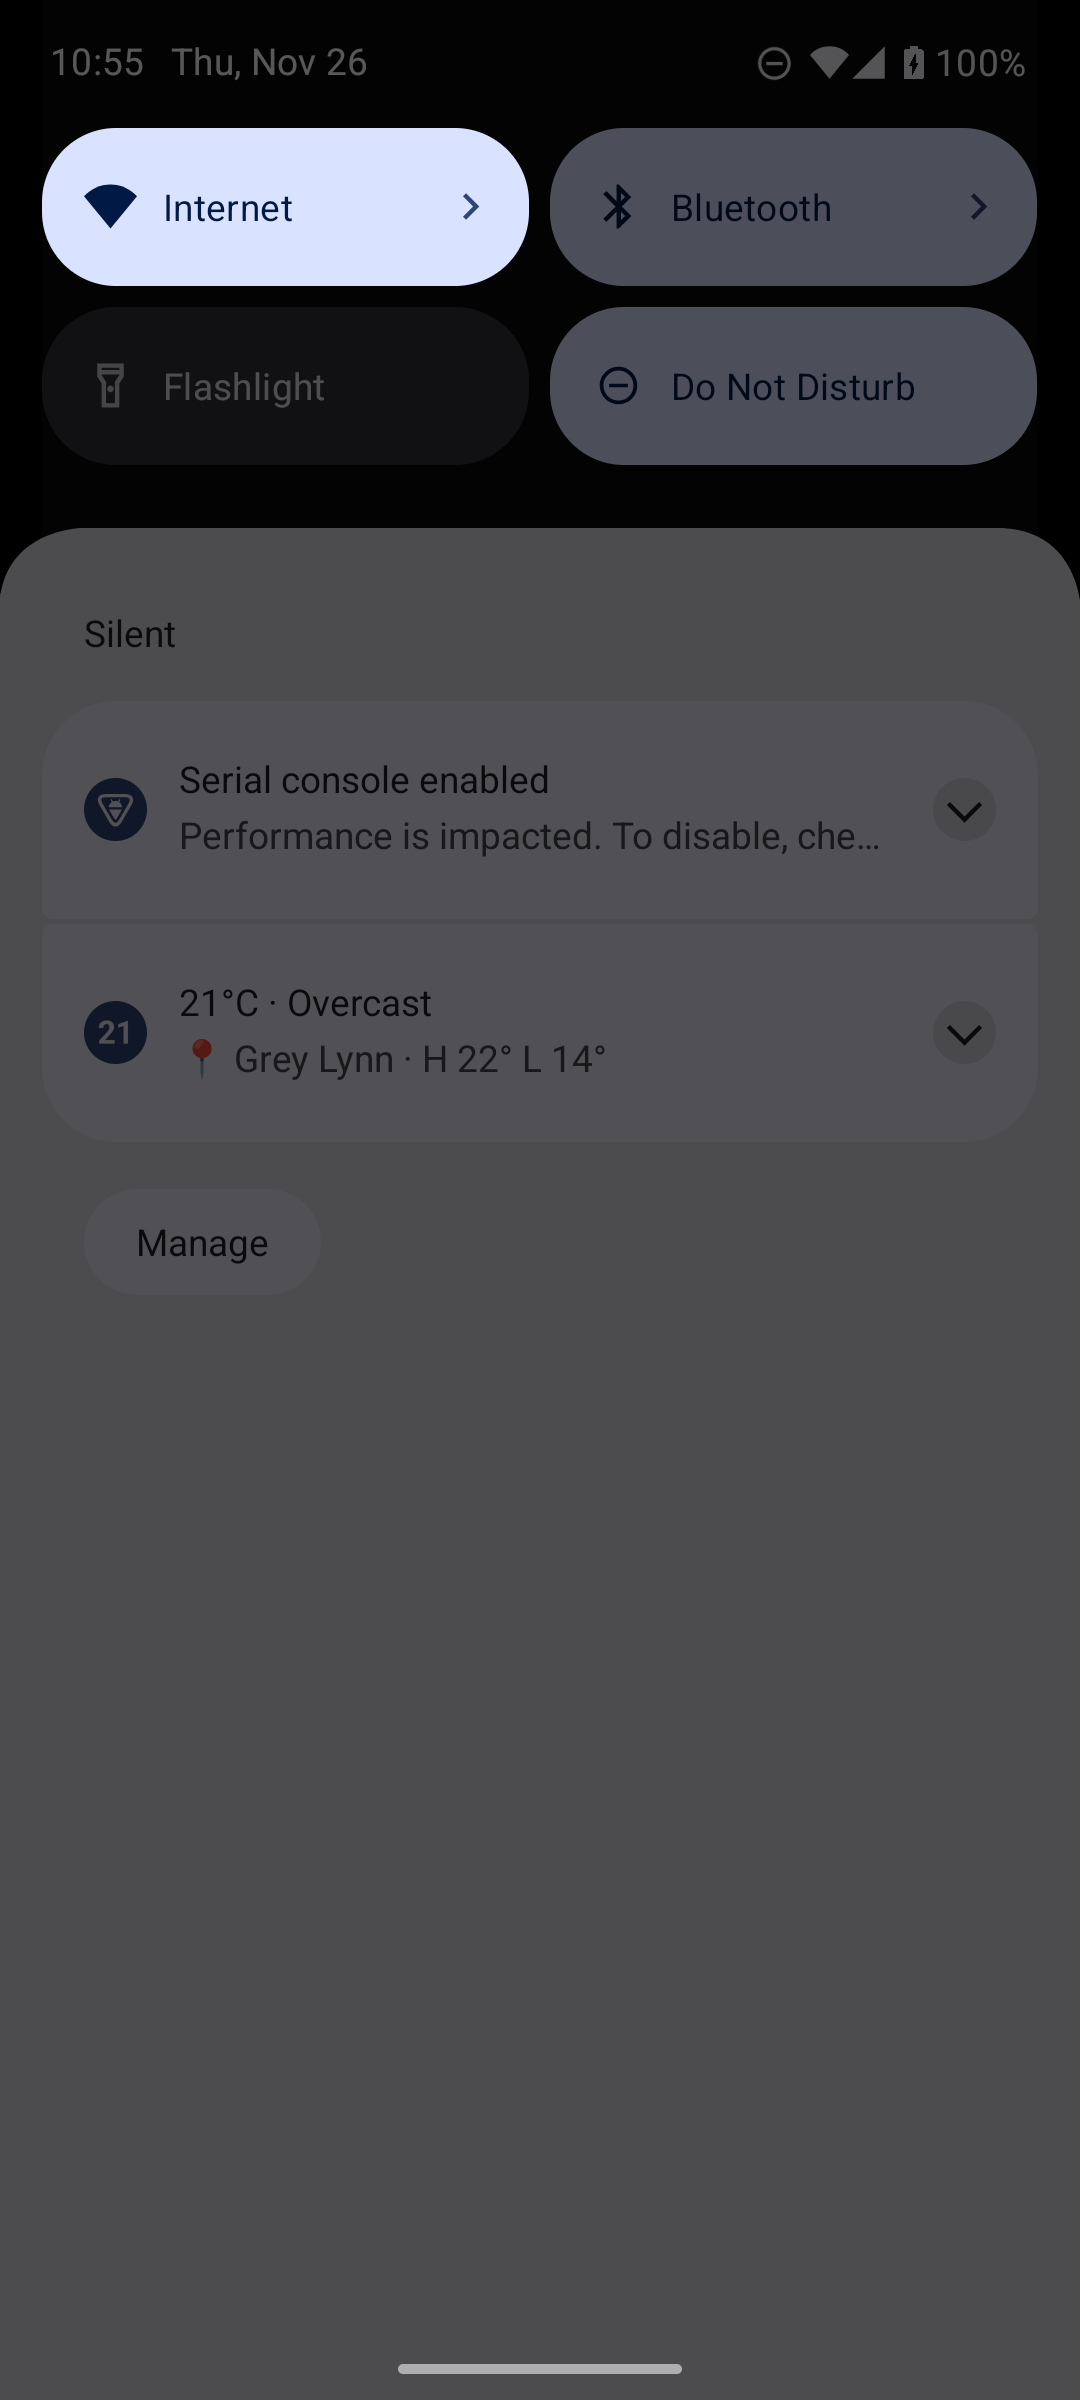 10:55 Thu, Nov 26
100%
Internet
Bluetooth
Flashlight
Do Not Disturb
Silent
Serial console enabled
Performance is impacted. To disable, che…
21
21°C · Overcast
📍 Grey Lynn · H 22° L 14°
Manage